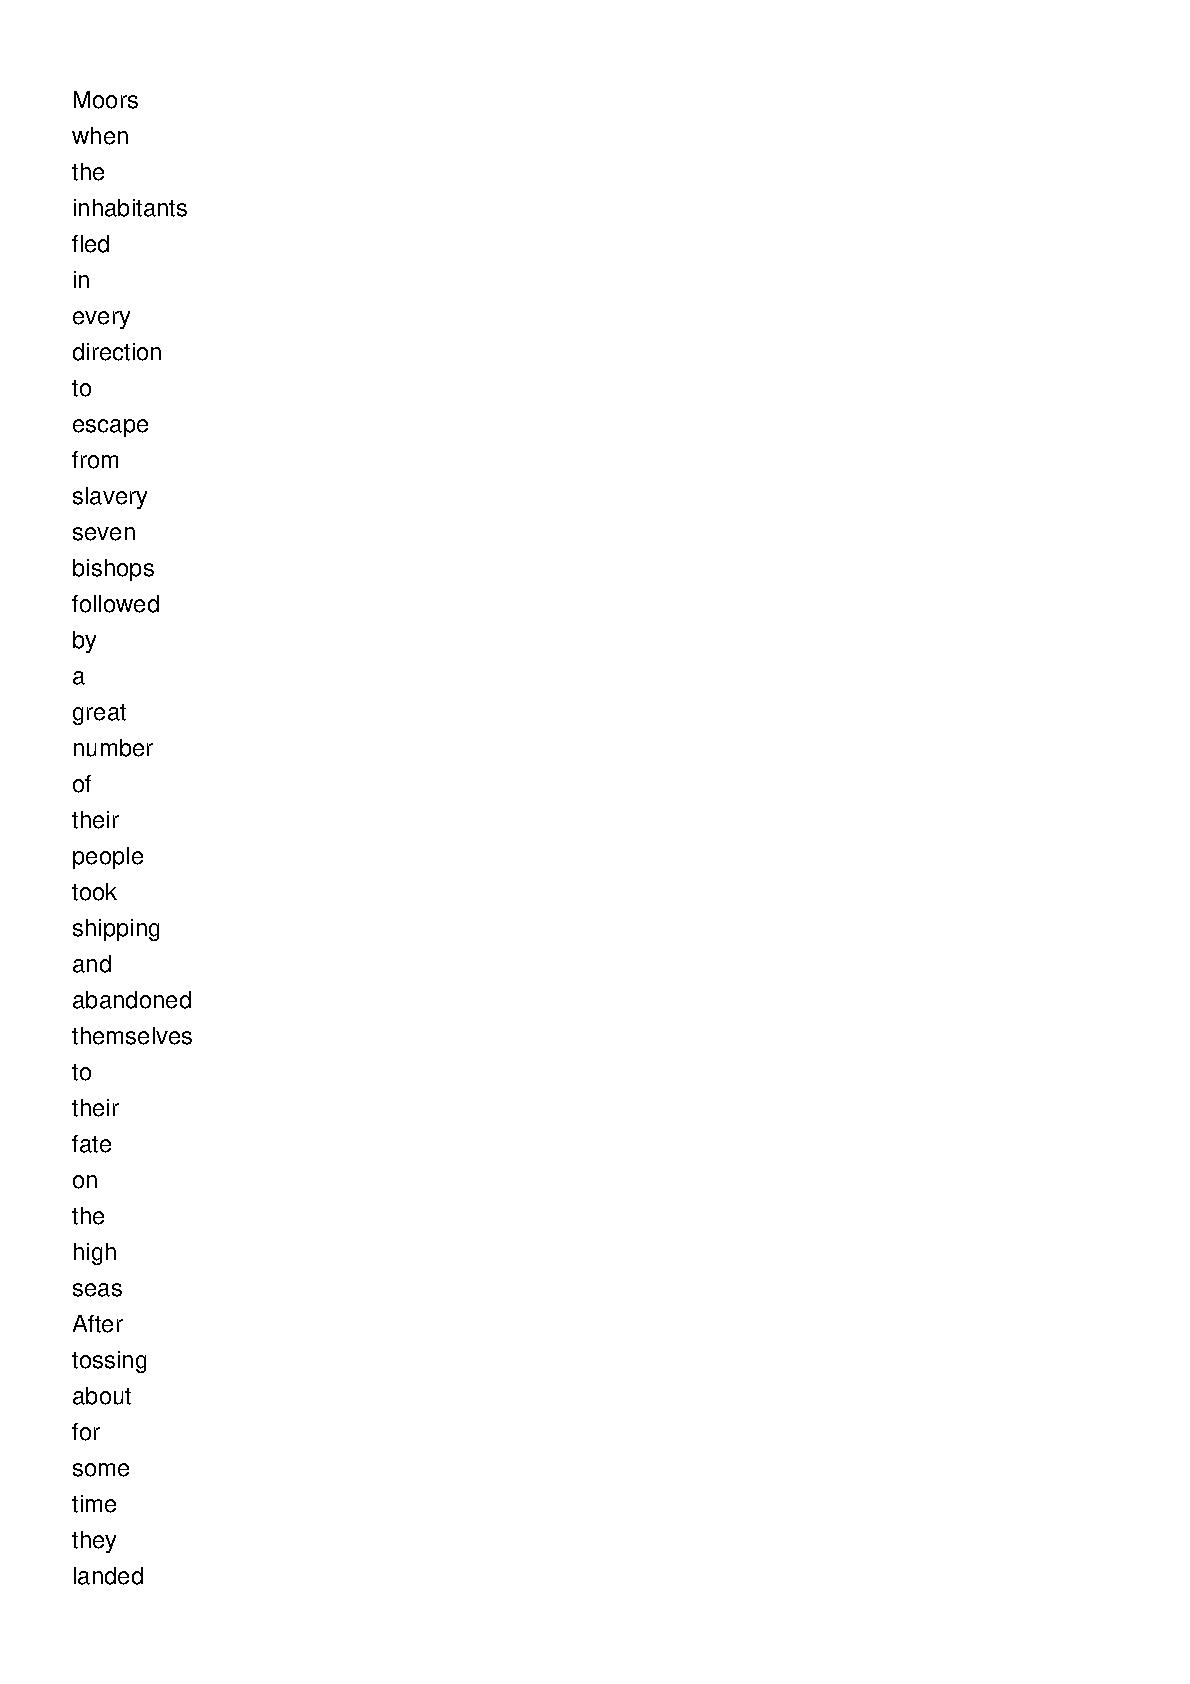 Moors
when
the
inhabitants
fled
in
every
direction
to
escape
from
slavery
seven
bishops
followed
by
a
great
number
of
their
people
took
shipping
and
abandoned
themselves
to
their
fate
on
the
high
seas
After
tossing
about
for
some
time
they
landed